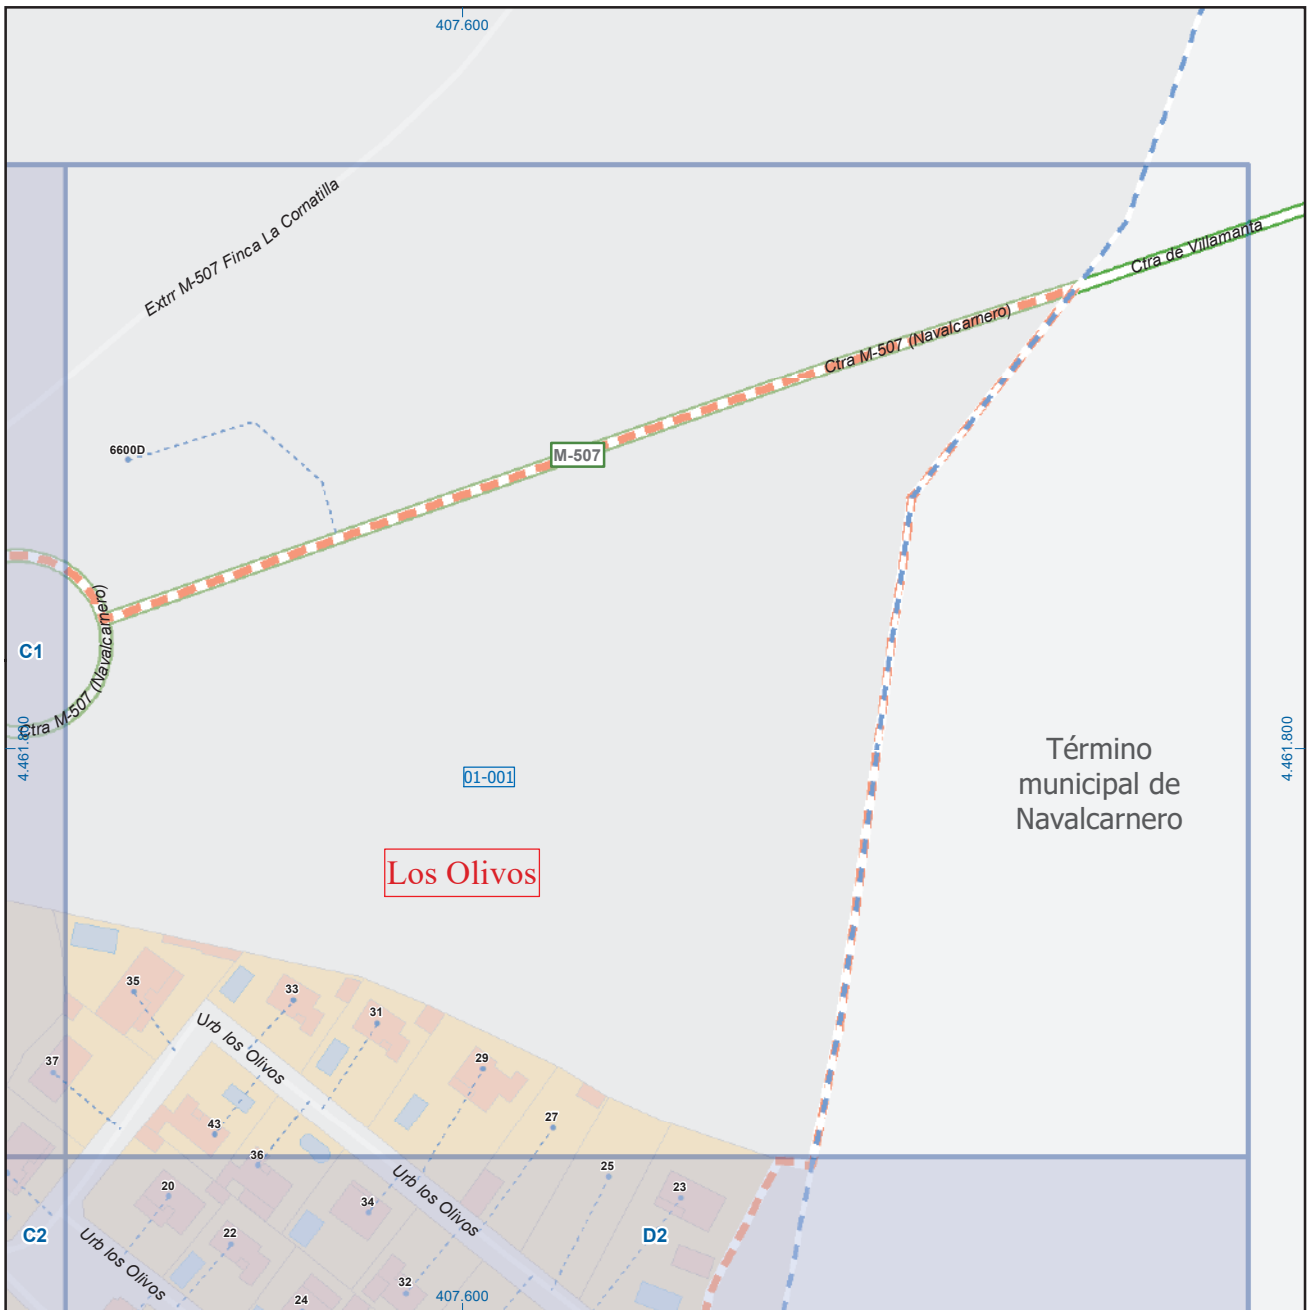 407.600
Extrr M-507 Finca La Cornatilla
Ctra de Villamanta
Ctra M-507 (Navalcarnero)
6600D
M-507
Ctra M-507 (Navalcarnero)
C1
4.461.800
4.461.800
Término
municipal de
Navalcarnero
01-001
Los Olivos
35
33
31
37
Urb los Olivos
29
43
27
36
25
20
34
Urb los Olivos
23
22
C2
Urb los Olivos
D2
32
24
407.600